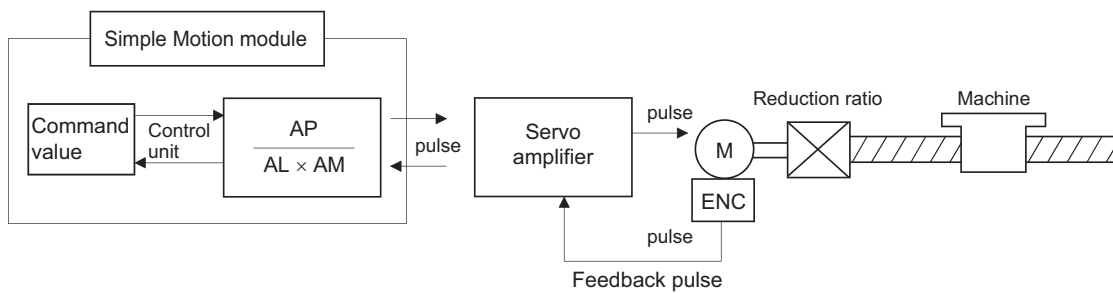 Simple Motion module
Command
value
Control
unit
AP
AL × AM
pulse
Servo
amplifier
pulse
M
ENC
pulse
Feedback pulse
Reduction ratio
Machine